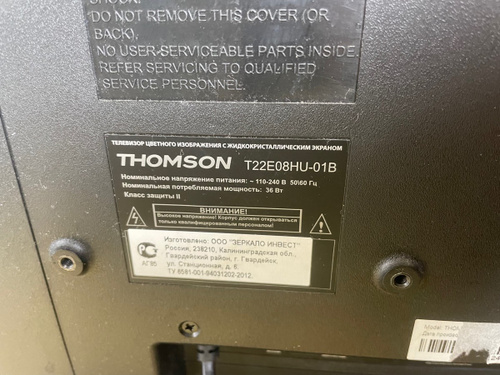 SHOCK,
DO NOT REMOVE THIS COVER (OR
BACK).
NO USER-SERVICEABLE PARTS INSIDE.
REFER SERVICING TO QUALIFIED
SERVICE PERSONNEL.
ТЕЛЕВИЗОР ЦВЕТНОГО ИЗОБРАЖЕНИЯ С ЖИДКОКРИСТАЛЛИЧЕСКИМ ЭКРАНОМ
THOMSON T22E08HU-01B
Номинальное напряжение питания: ~ 110-240 В 50\60 Гц
Номинальная потребляемая мощность: 36 Вт
Класс защиты II
ВНИМАНИЕ!
Высокое напряжение! Корпус должен открываться
только квалифицированным персоналом!
Изготовлено: ООО "ЗЕРКАЛО ИНВЕСТ"
Россия, 238210, Калининградская обл.,
Гвардейский район, г. Гвардейск,
ул. Станционная, д. 6.
АГ85 ТУ 6581-001-94031202-2012.
Model: THO
Дата